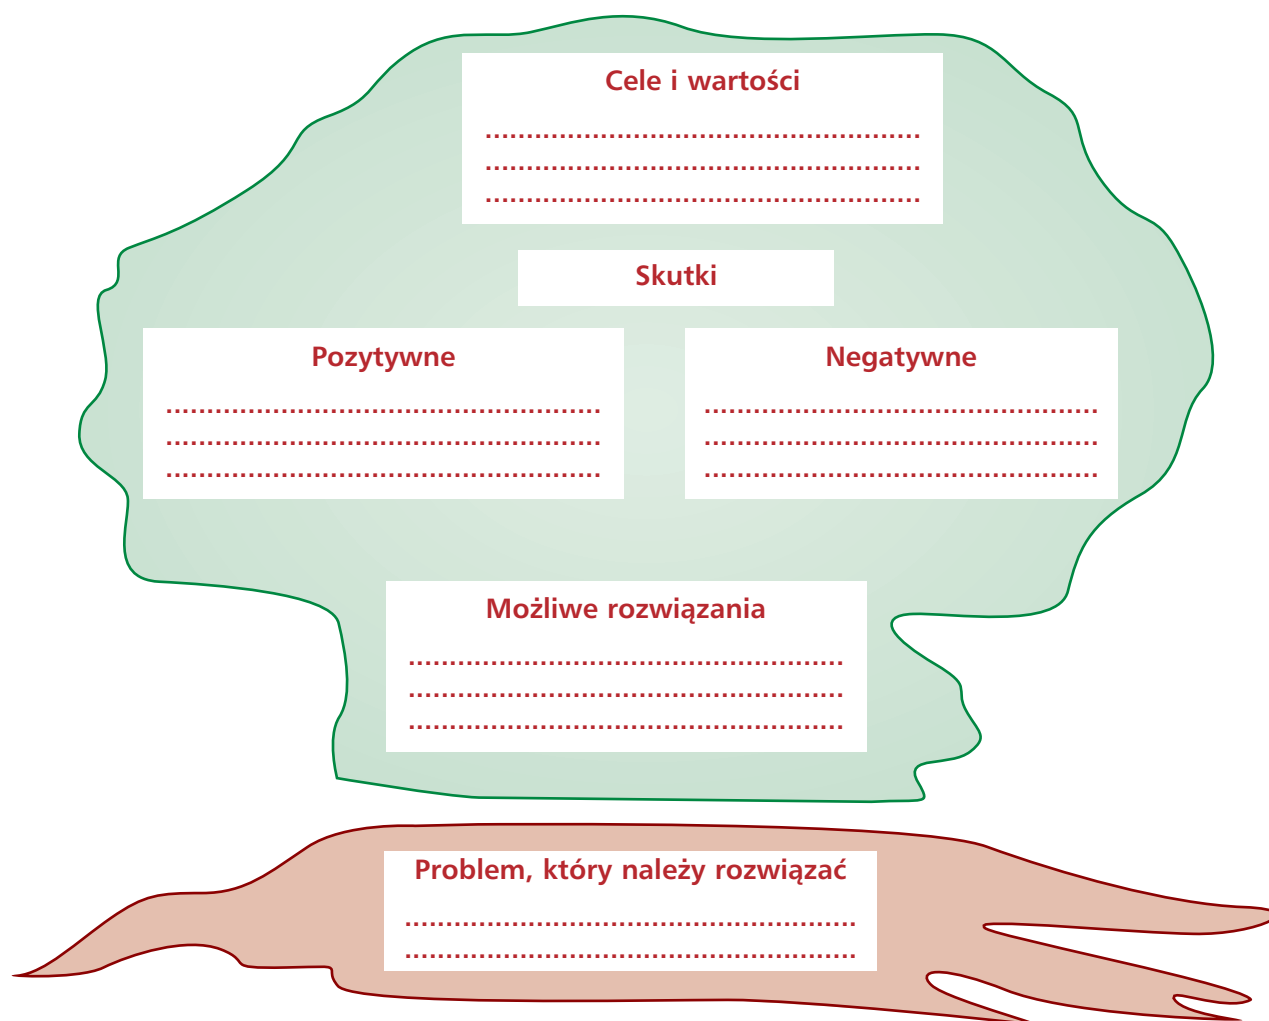 Cele i wartości
.....................................................
.....................................................
.....................................................
Skutki
Pozytywne
.....................................................
.....................................................
.....................................................
Negatywne
................................................
................................................
................................................
Możliwe rozwiązania
.....................................................
.....................................................
.....................................................
Problem, który należy rozwiązać
.......................................................
.......................................................